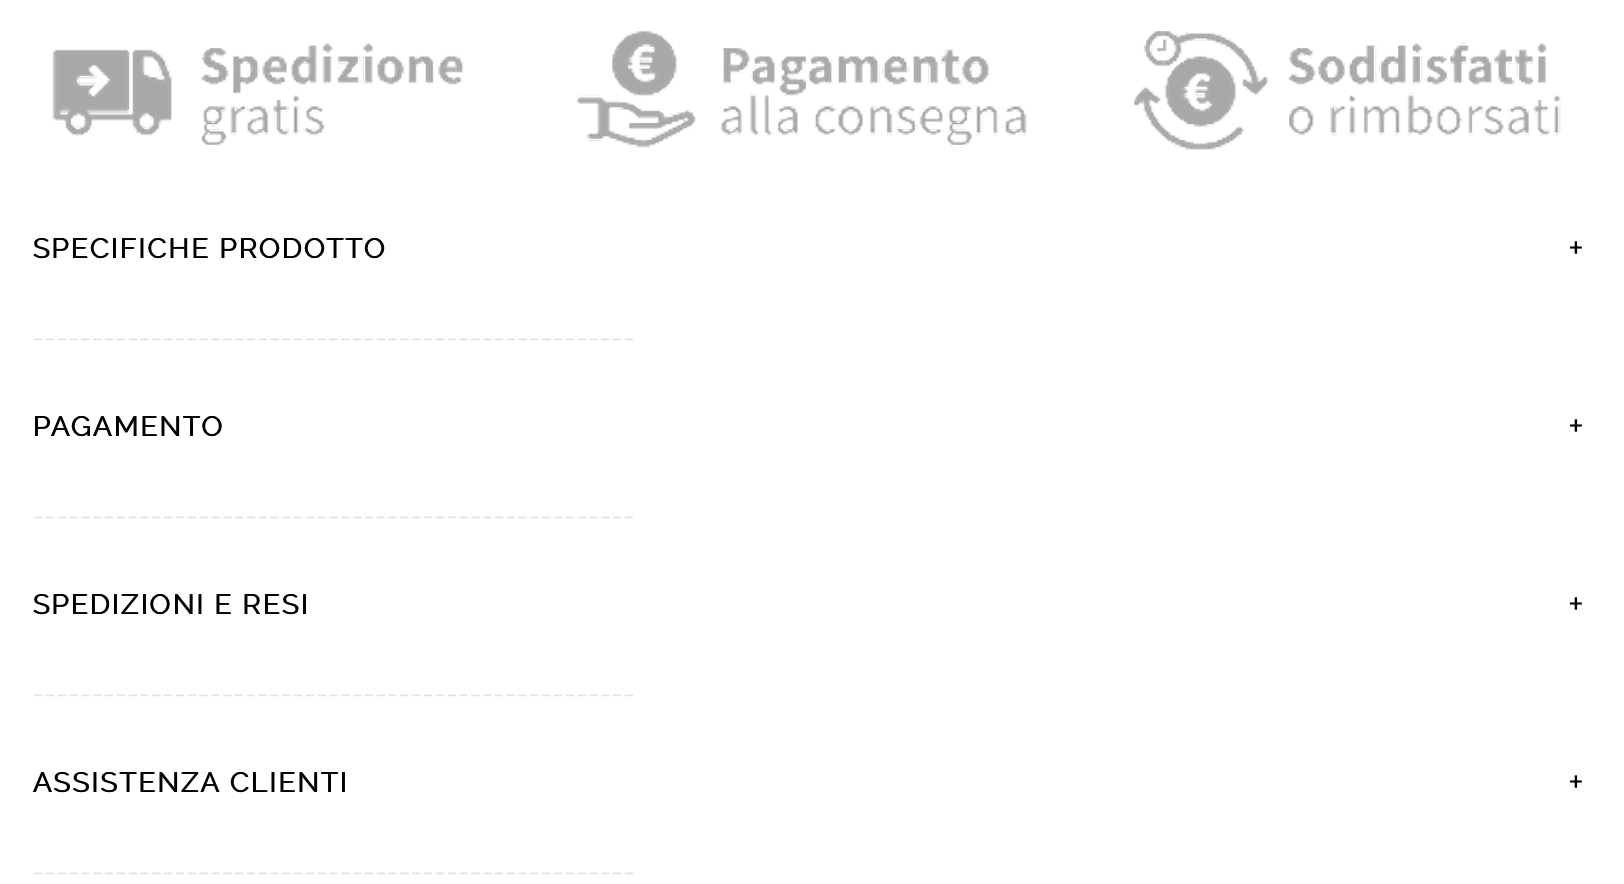 Spedizione
gratis
Pagamento
alla consegna
Soddisfatti
o rimborsati
SPECIFICHE PRODOTTO +
PAGAMENTO +
SPEDIZIONI E RESI +
ASSISTENZA CLIENTI +